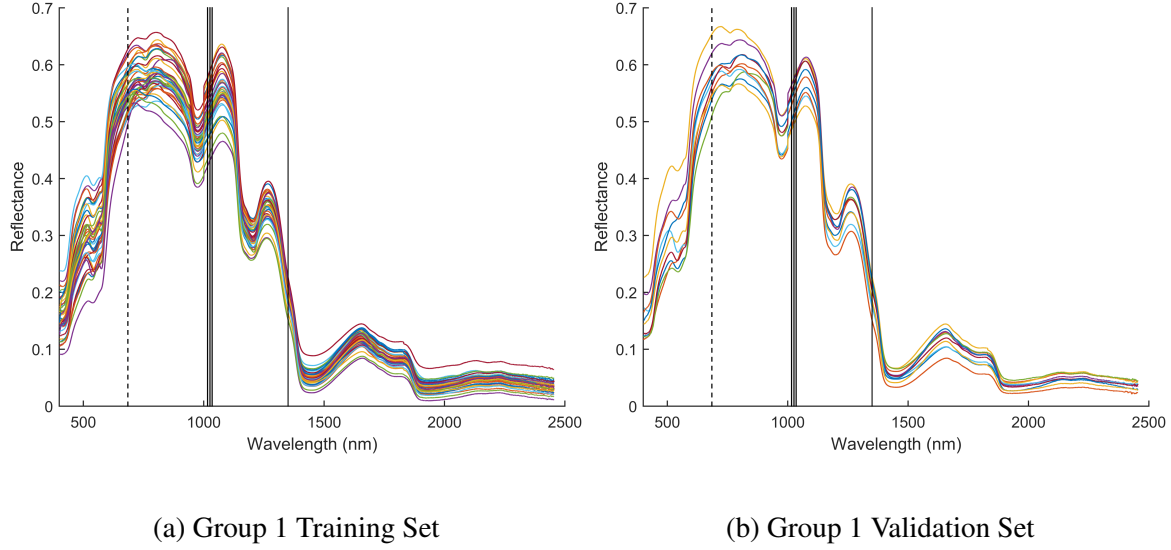 0.7
0.6
0.5
0.4
0.3
0.2
0.1
0
Reflectance
500 1000 1500 2000 2500
Wavelength (nm)
(a) Group 1 Training Set
0.7
0.6
0.5
0.4
0.3
0.2
0.1
0
Reflectance
500 1000 1500 2000 2500
Wavelength (nm)
(b) Group 1 Validation Set